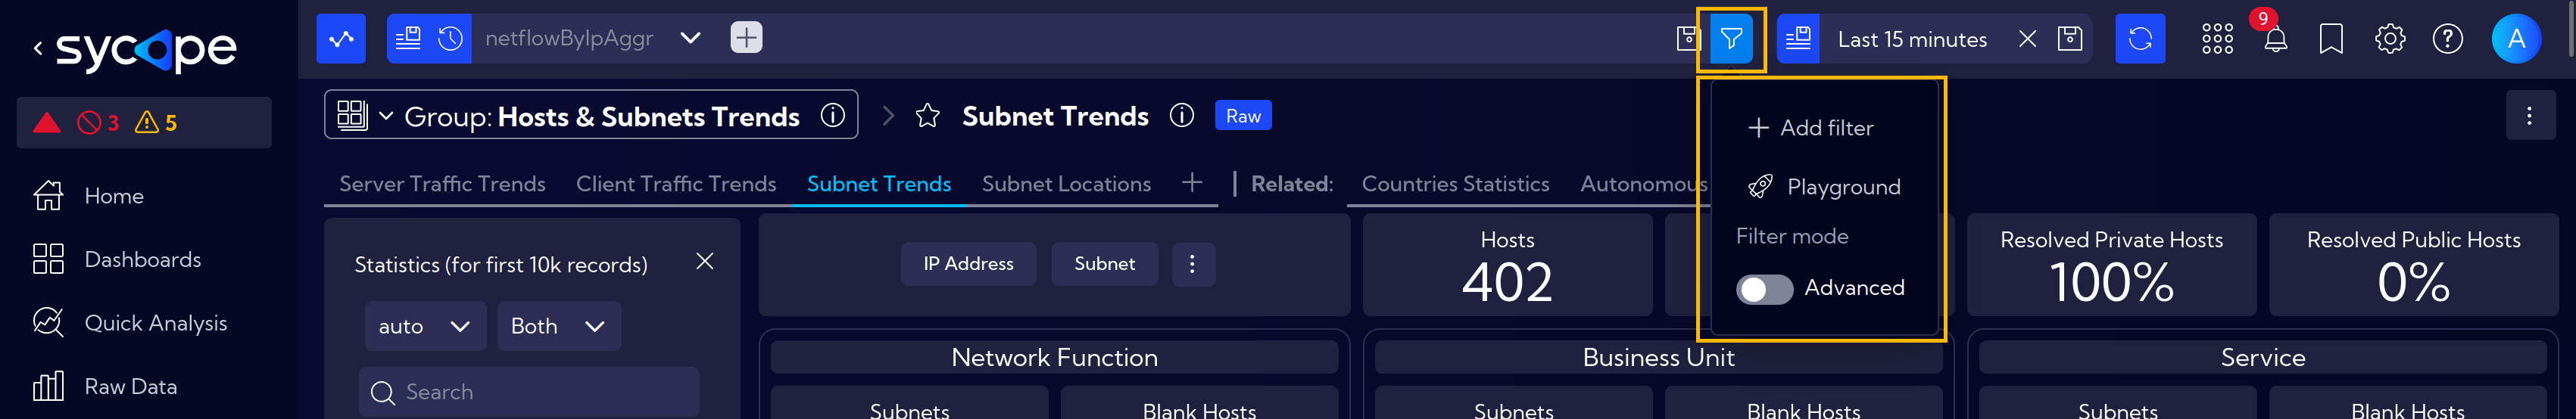 sycope
3
5
Home
Dashboards
Quick Analysis
Raw Data
netflowByIpAggr
Last 15 minutes
9
A
Group: Hosts & Subnets Trends
Subnet Trends
Raw
Server Traffic Trends
Client Traffic Trends
Subnet Trends
Subnet Locations
Related:
Countries Statistics
Autonomous
Add filter
Playground
Filter mode
Advanced
Statistics (for first 10k records)
auto
Both
Search
IP Address
Subnet
Hosts
402
Resolved Private Hosts
100%
Resolved Public Hosts
0%
Network Function
Business Unit
Service
Subnets
Blank Hosts
Subnets
Blank Hosts
Subnets
Blank Hosts